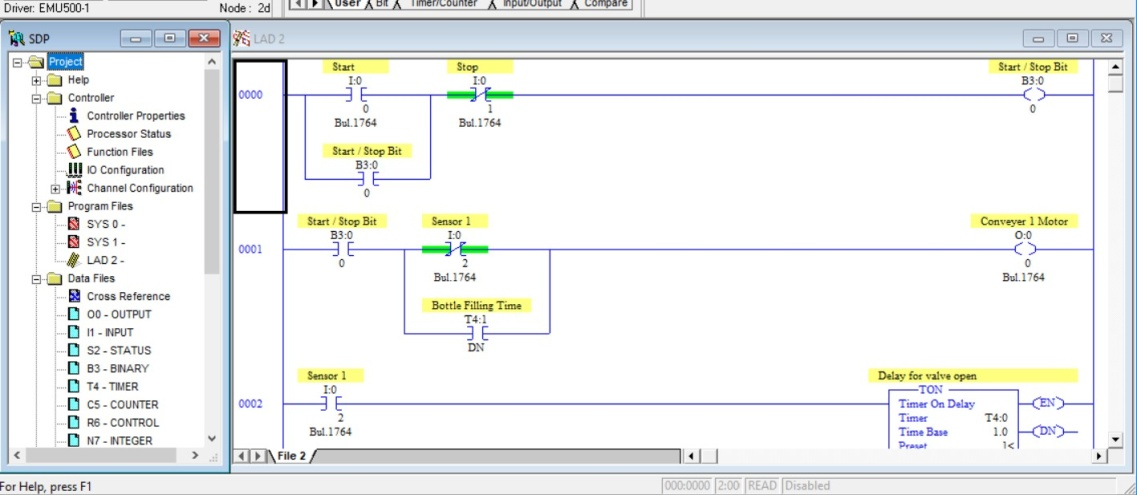 Driver: EMU500-1
Node : 2d
User
Bit
Timer/Counter
Input/Output
Compare
SDP
LAD 2
Project
Help
Controller
Controller Properties
Processor Status
Function Files
IO Configuration
Channel Configuration
Program Files
SYS 0 -
SYS 1 -
LAD 2 -
Data Files
Cross Reference
O0 - OUTPUT
I1 - INPUT
S2 - STATUS
B3 - BINARY
T4 - TIMER
C5 - COUNTER
R6 - CONTROL
N7 - INTEGER
0000
Start
I:0
0
Bul.1764
Stop
I:0
1
Bul.1764
Start / Stop Bit
B3:0
0
Start / Stop Bit
B3:0
0
0001
Start / Stop Bit
B3:0
0
Sensor 1
I:0
2
Bul.1764
Conveyer 1 Motor
O:0
0
Bul.1764
Bottle Filling Time
T4:1
DN
0002
Sensor 1
I:0
2
Bul.1764
Delay for valve open
TON
Timer On Delay
Timer T4:0
Time Base 1.0
Preset 1<
EN
DN
File 2
For Help, press F1
000:0000
2:00
READ
Disabled